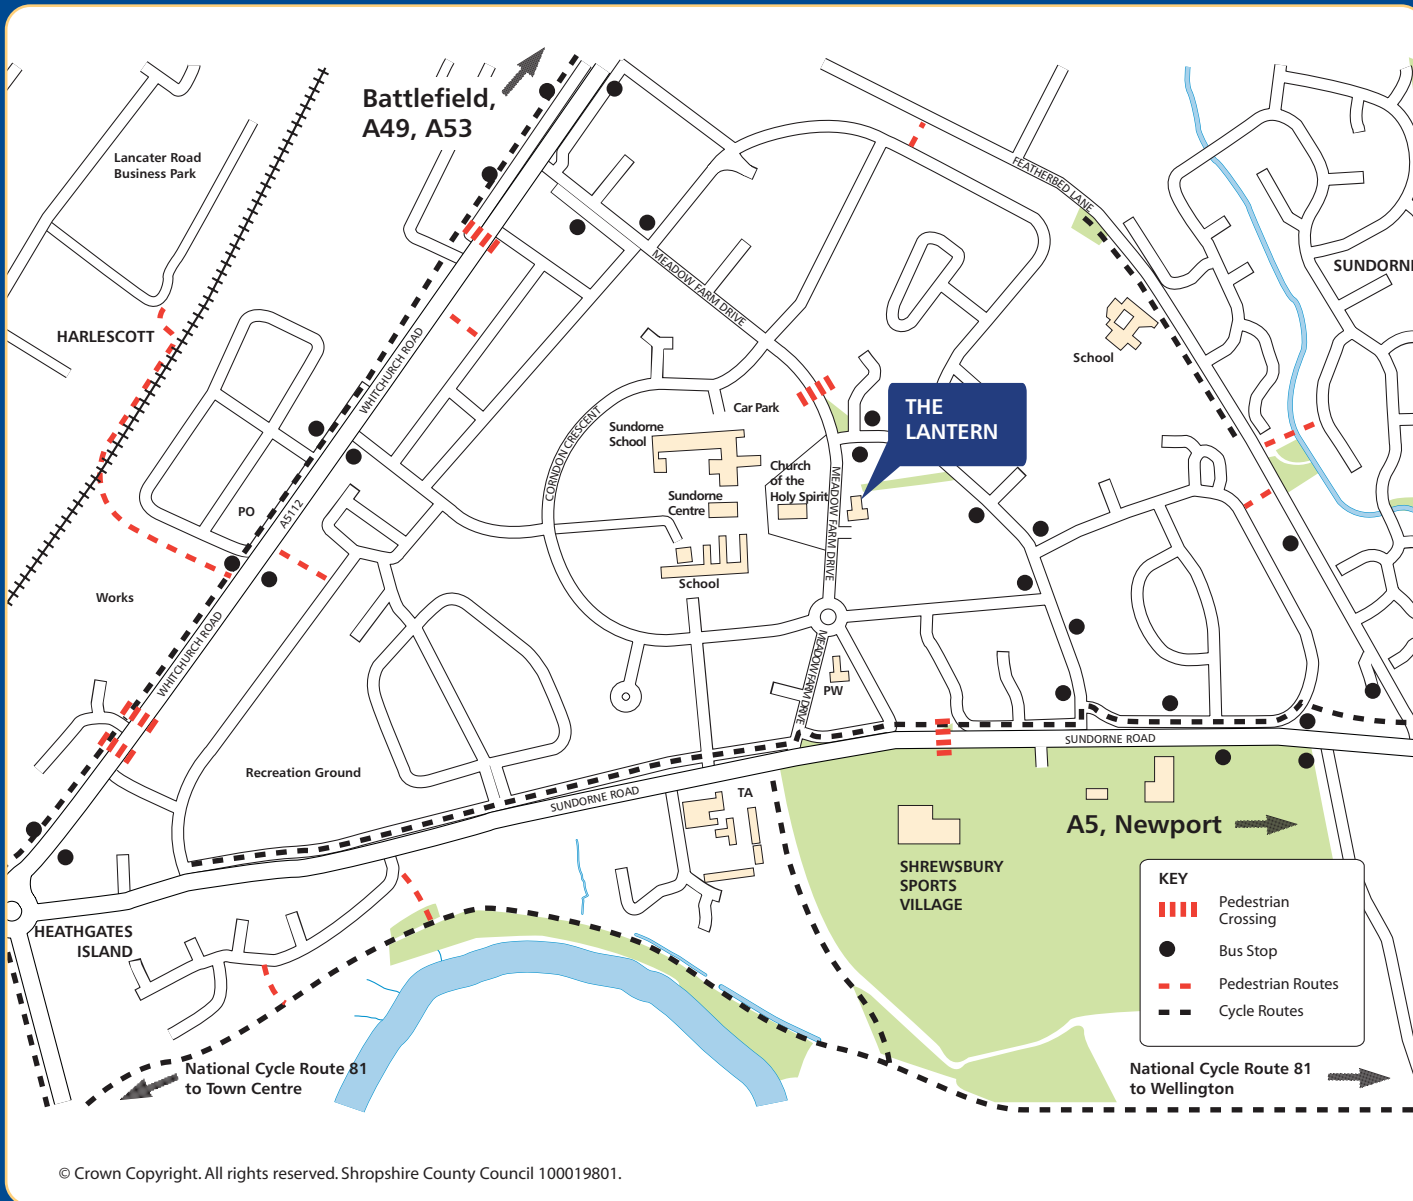 Battlefield,
A49, A53
Lancater Road
Business Park
FEATHERBED LANE
SUNDORNE
MEADOW FARM DRIVE
HARLESCOTT
WHITCHURCH ROAD
School
THE
LANTERN
Car Park
CORNDON CRESCENT
Sundorne
School
Church
of the
Holy Spirit
MEADOW FARM DRIVE
Sundorne
Centre
PO
A5112
School
Works
WHITCHURCH ROAD
MEADOW FARM DRIVE
PW
SUNDORNE ROAD
Recreation Ground
SUNDORNE ROAD
TA
A5, Newport
SHREWSBURY
SPORTS
VILLAGE
HEATHGATES
ISLAND
KEY
Pedestrian
Crossing
Bus Stop
Pedestrian Routes
Cycle Routes
National Cycle Route 81
to Town Centre
National Cycle Route 81
to Wellington
© Crown Copyright. All rights reserved. Shropshire County Council 100019801.